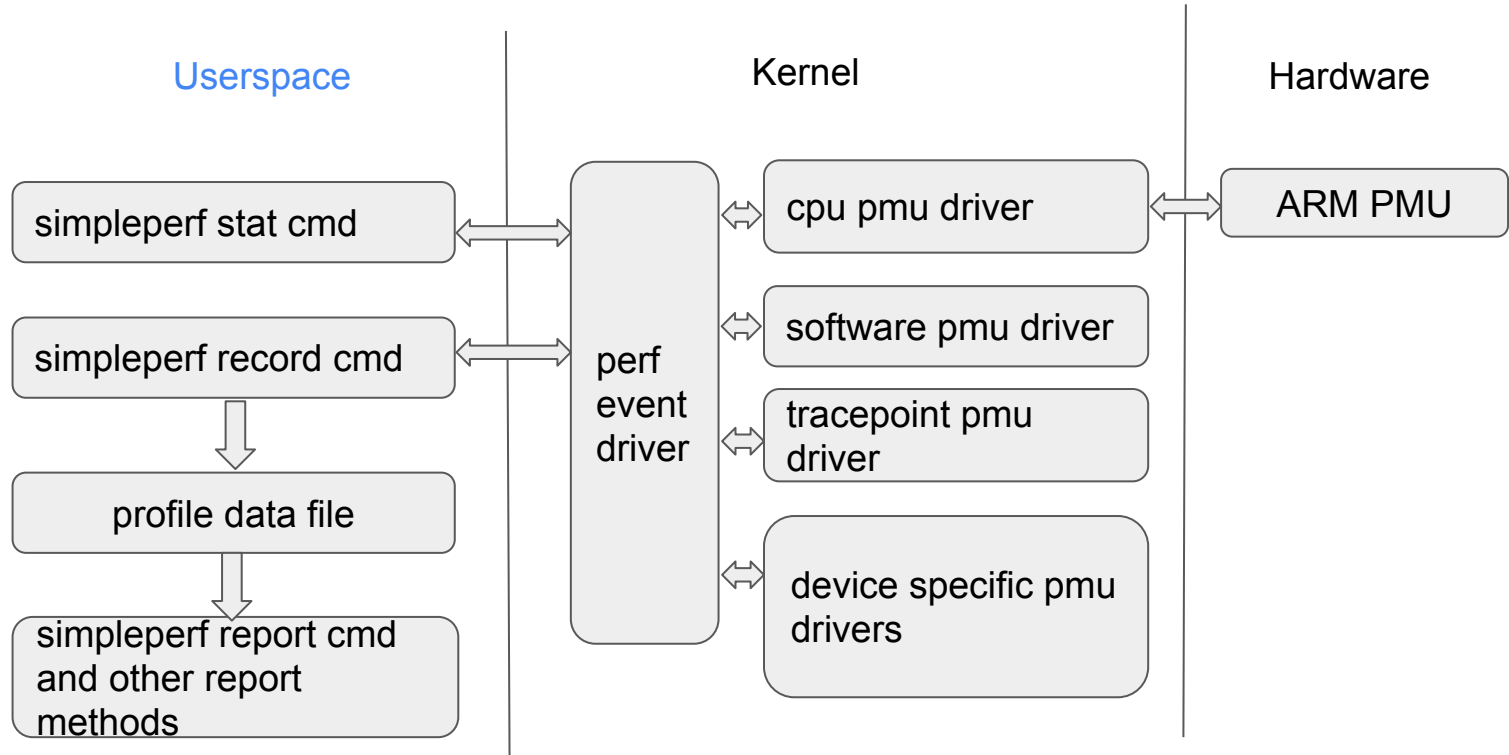 Userspace
Kernel
Hardware
simpleperf stat cmd
simpleperf record cmd
profile data file
simpleperf report cmd
and other report
methods
perf
event
driver
cpu pmu driver
software pmu driver
tracepoint pmu
driver
device specific pmu
drivers
ARM PMU